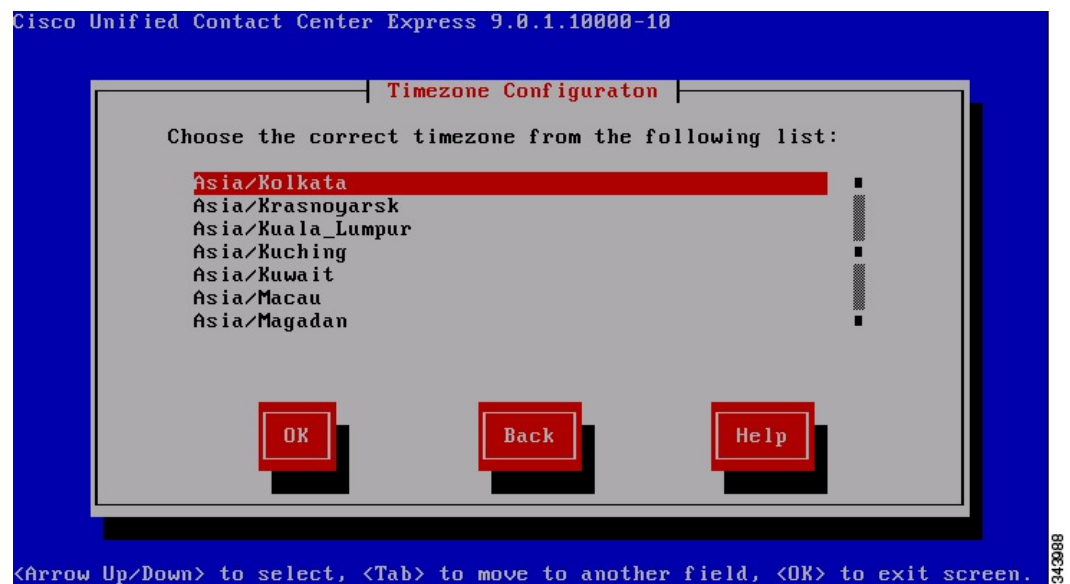 Cisco Unified Contact Center Express 9.0.1.10000-10
Timezone Configuraton
Choose the correct timezone from the following list:
Asia/Kolkata
Asia/Krasnoyarsk
Asia/Kuala_Lumpur
Asia/Kuching
Asia/Kuwait
Asia/Macau
Asia/Magadan
OK Back Help
<Arrow Up/Down> to select, <Tab> to move to another field, <OK> to exit screen.
343988